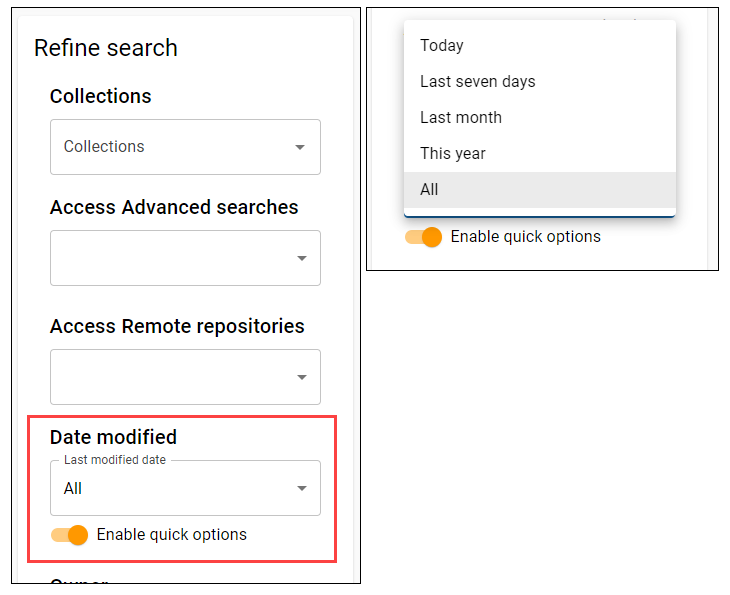 Refine search
Collections
Collections
Access Advanced searches
Access Remote repositories
Date modified
Last modified date
All
Enable quick options
Today
Last seven days
Last month
This year
All
Enable quick options